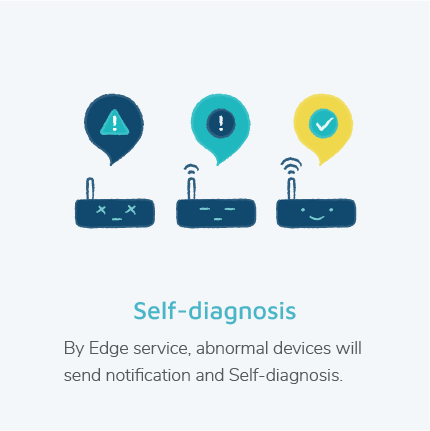 Self-diagnosis
By Edge service, abnormal devices will
send notification and Self-diagnosis.